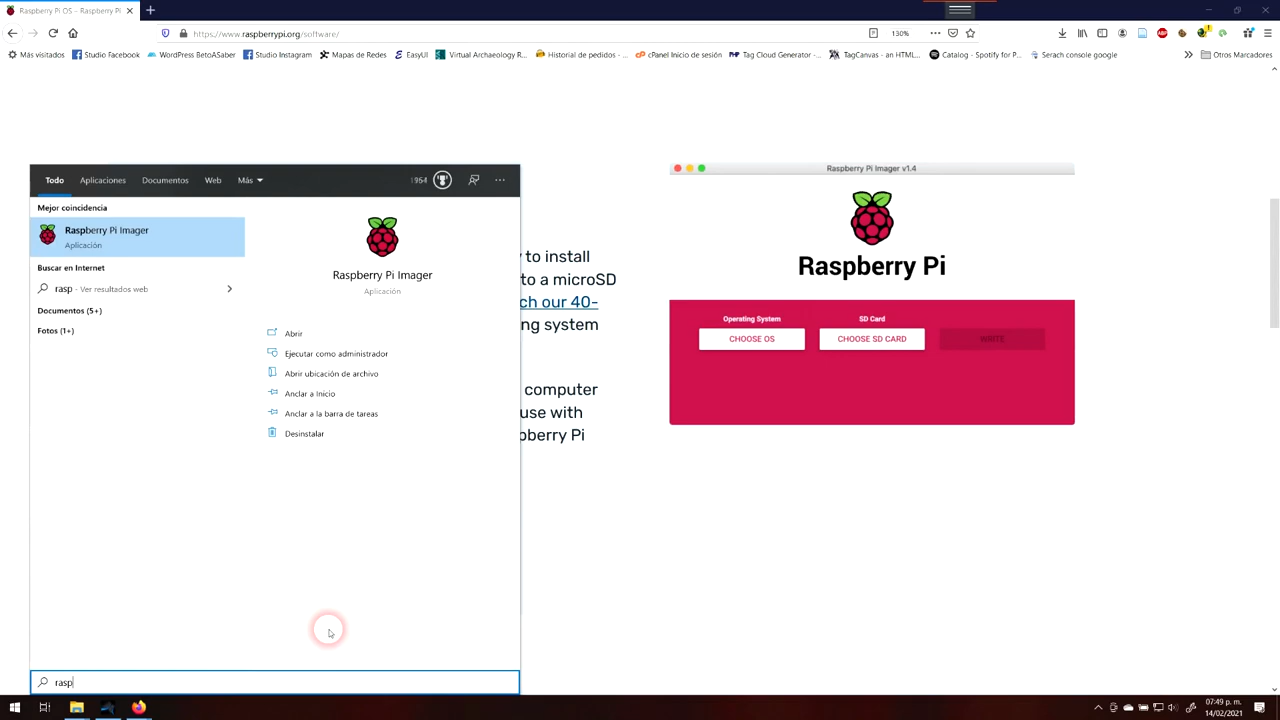 Raspberry Pi OS – Raspberry Pi
https://www.raspberrypi.org/software/
130%
Más visitados
Studio Facebook
WordPress BetoASaber
Studio Instagram
Mapas de Redes
EasyUI
Virtual Archaeology R...
Historial de pedidos - ...
cPanel Inicio de sesión
Tag Cloud Generator -...
TagCanvas - an HTML...
Catalog - Spotify for P...
Serach console google
Otros Marcadores
Todo
Aplicaciones
Documentos
Web
Más
1964
Mejor coincidencia
Raspberry Pi Imager
Aplicación
Buscar en Internet
rasp - Ver resultados web
Documentos (5+)
Fotos (1+)
Raspberry Pi Imager
Aplicación
Abrir
Ejecutar como administrador
Abrir ubicación de archivo
Anclar a Inicio
Anclar a la barra de tareas
Desinstalar
to install
to a microSD
ch our 40-
ng system
computer
use with
pberry Pi
Raspberry Pi Imager v1.4
Raspberry Pi
Operating System
SD Card
CHOOSE OS
CHOOSE SD CARD
WRITE
rasp
07:49 p. m.
14/02/2021